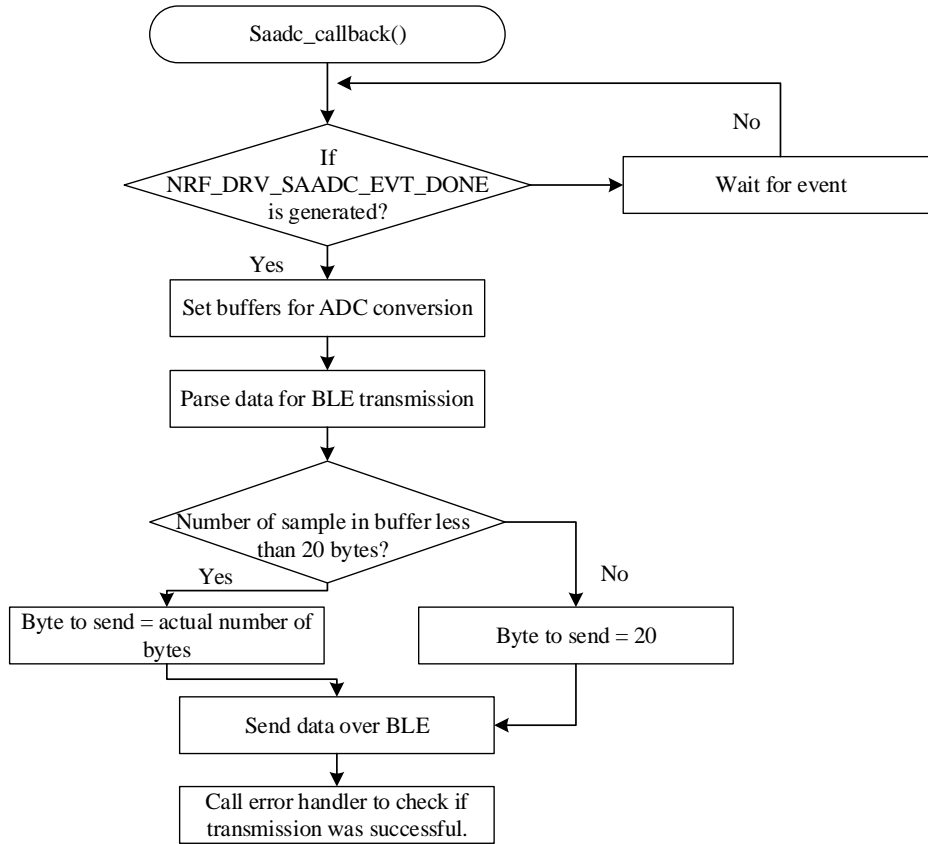 Saadc_callback()
No
If
NRF_DRV_SAADC_EVT_DONE
is generated?
Wait for event
Yes
Set buffers for ADC conversion
Parse data for BLE transmission
Number of sample in buffer less
than 20 bytes?
Yes
No
Byte to send = actual number of
bytes
Byte to send = 20
Send data over BLE
Call error handler to check if
transmission was successful.